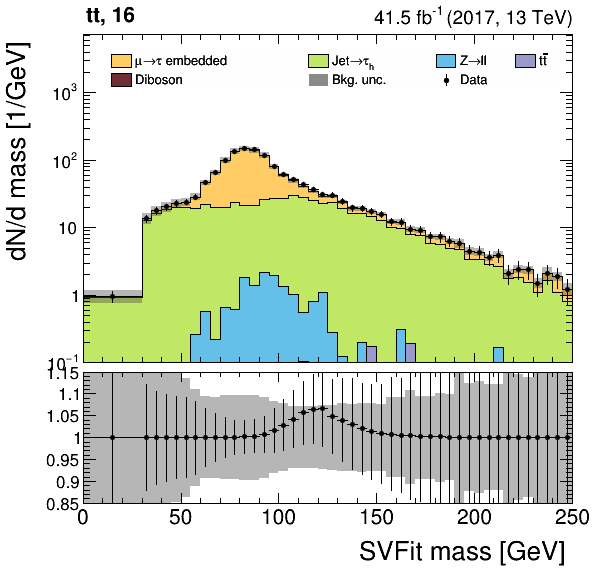 tt, 16
41.5 fb⁻¹ (2017, 13 TeV)
dN/d mass [1/GeV]
μ→τ embedded
Jet→τₕ
Z→ll
tt̄
Diboson
Bkg. unc.
Data
10³
10²
10
1
10⁻¹
1.15
1.1
1.05
1
0.95
0.9
0.85
0 50 100 150 200 250
SVFit mass [GeV]